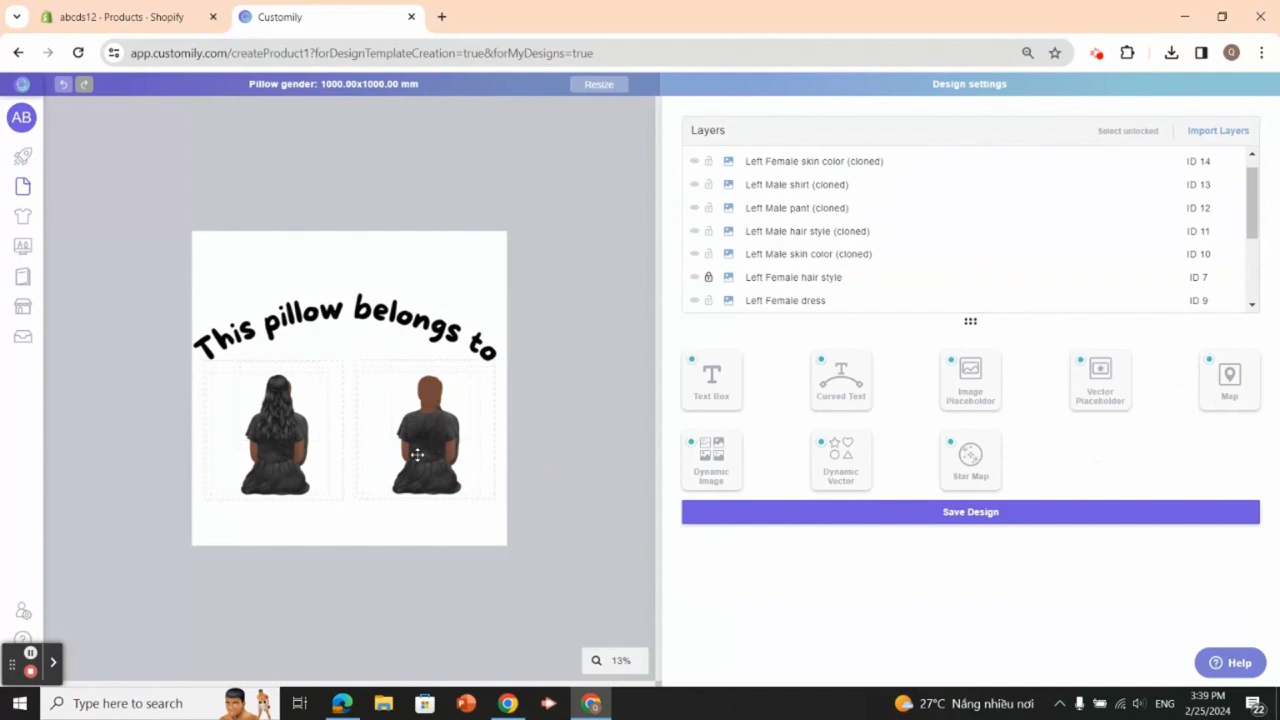 abcds12 - Products - Shopify
Customily
app.customily.com/createProduct1?forDesignTemplateCreation=true&forMyDesigns=true
Q
Pillow gender: 1000.00x1000.00 mm
Resize
Design settings
AB
Layers
Select unlocked
Import Layers
Left Female skin color (cloned)
ID 14
Left Male shirt (cloned)
ID 13
Left Male pant (cloned)
ID 12
Left Male hair style (cloned)
ID 11
Left Male skin color (cloned)
ID 10
Left Female hair style
ID 7
Left Female dress
ID 9
This pillow belongs to
Text Box
Curved Text
Image
Placeholder
Vector
Placeholder
Map
Dynamic
Image
Dynamic
Vector
Star Map
Save Design
13%
Help
Type here to search
27°C Nắng nhiều nơi
ENG
3:39 PM
2/25/2024
22